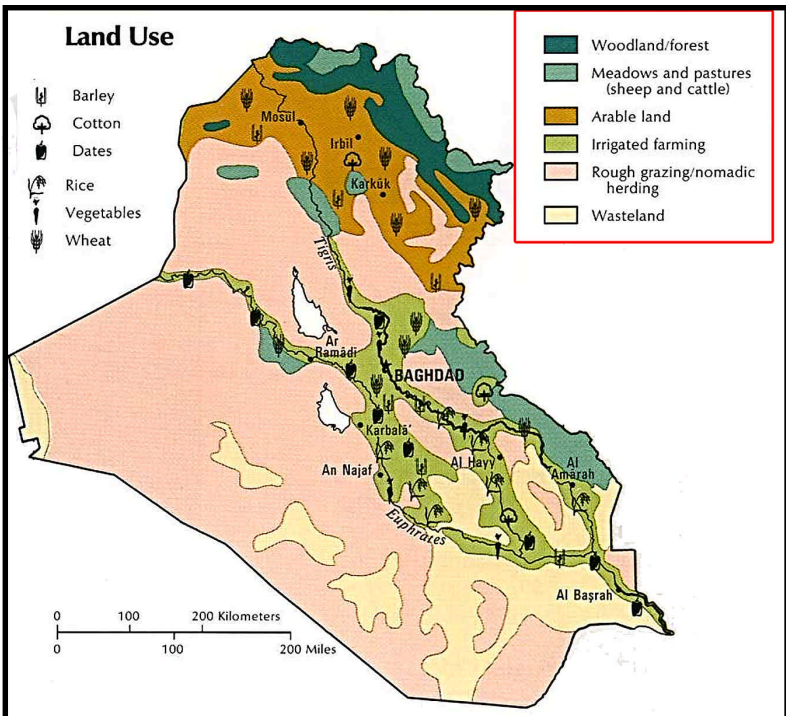 Land Use
Barley
Cotton
Dates
Rice
Vegetables
Wheat
Woodland/forest
Meadows and pastures
(sheep and cattle)
Arable land
Irrigated farming
Rough grazing/nomadic
herding
Wasteland
Mosul
Irbīl
Karkūk
Tigris
Ar
Ramādī
BAGHDAD
Karbalā'
An Najaf
Al Hayy
Al
Amārah
Euphrates
Al Başrah
0 100 200 Kilometers
0 100 200 Miles